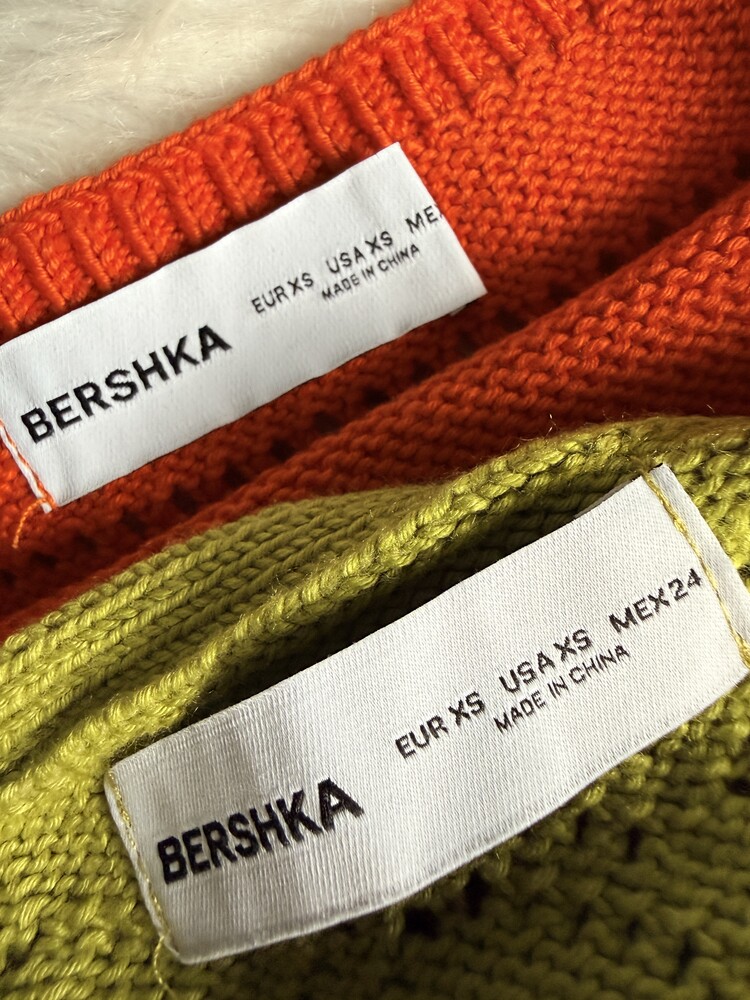 BERSHKA
EUR XS USA XS MEX
MADE IN CHINA
BERSHKA
EUR XS USA XS MEX 24
MADE IN CHINA